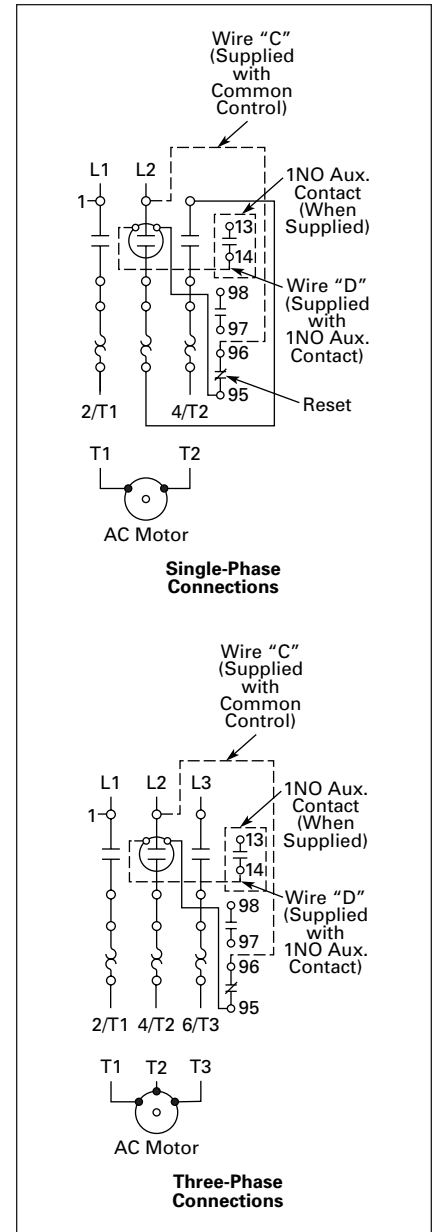 Wire “C”
(Supplied
with
Common
Control)
L1 L2
1NO Aux.
Contact
(When
Supplied)
1
13
14
Wire “D”
(Supplied
with
1NO Aux.
Contact)
98
97
96
95
Reset
2/T1 4/T2
T1 T2
AC Motor
Single-Phase
Connections
Wire “C”
(Supplied
with
Common
Control)
L1 L2 L3
1NO Aux.
Contact
(When
Supplied)
1
13
14
Wire “D”
(Supplied
with
1NO Aux.
Contact)
98
97
96
95
2/T1 4/T2 6/T3
T1 T2 T3
AC Motor
Three-Phase
Connections